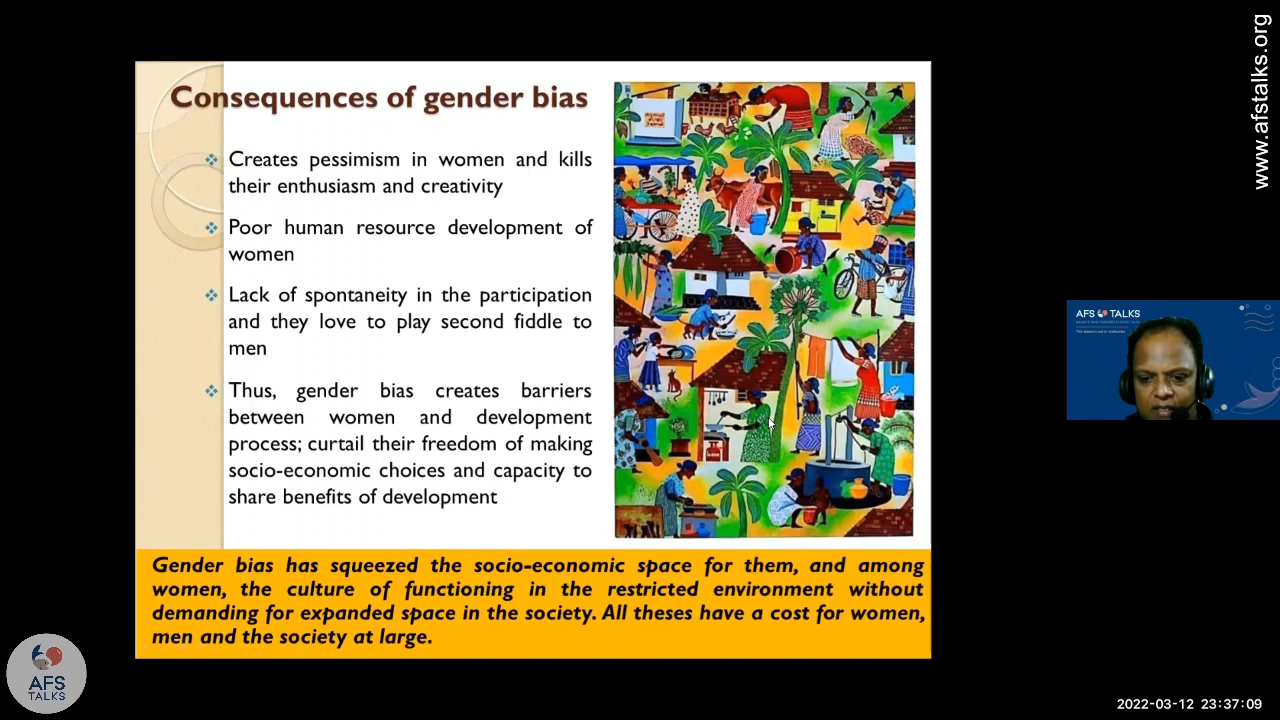 www.afstalks.org
Consequences of gender bias
Creates pessimism in women and kills
their enthusiasm and creativity
Poor human resource development of
women
Lack of spontaneity in the participation
and they love to play second fiddle to
men
Thus, gender bias creates barriers
between women and development
process; curtail their freedom of making
socio-economic choices and capacity to
share benefits of development
Gender bias has squeezed the socio-economic space for them, and among
women, the culture of functioning in the restricted environment without
demanding for expanded space in the society. All theses have a cost for women,
men and the society at large.
AFS TALKS
AFS
TALKS
2022-03-12 23:37:09